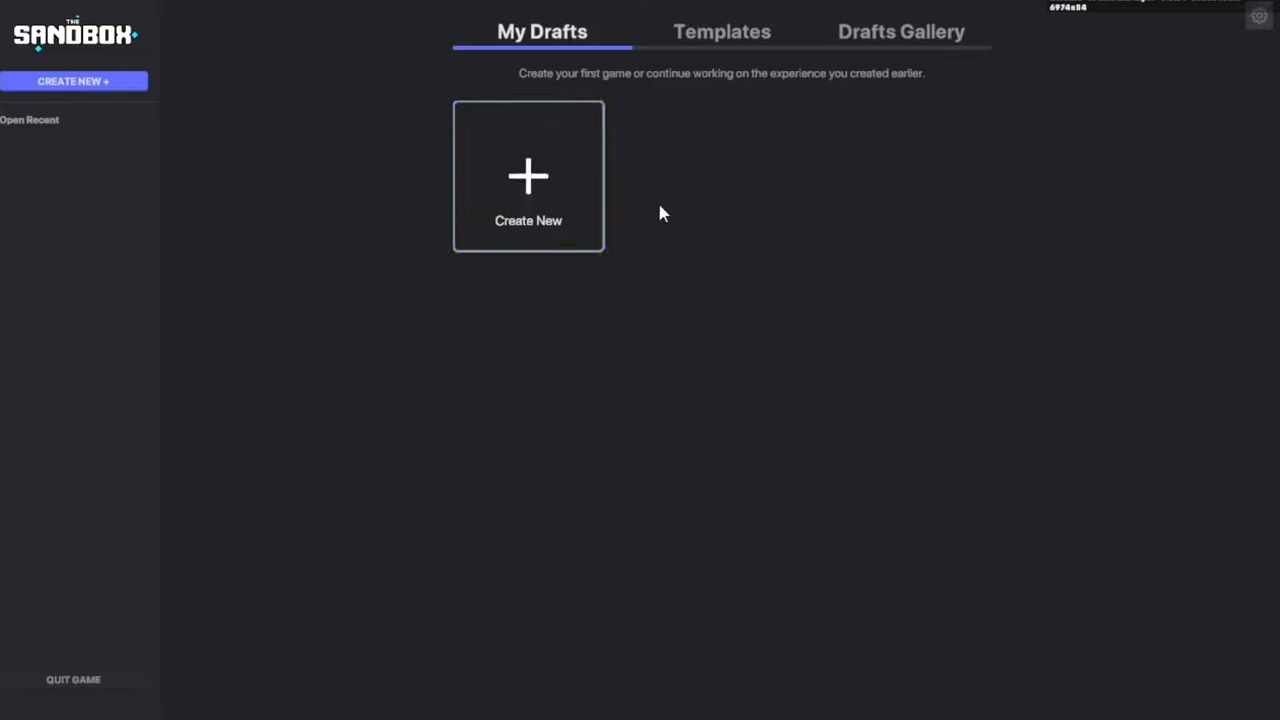 THE
SANDBOX
CREATE NEW +
Open Recent
QUIT GAME
My Drafts
Templates
Drafts Gallery
Create your first game or continue working on the experience you created earlier.
Create New
6974e84